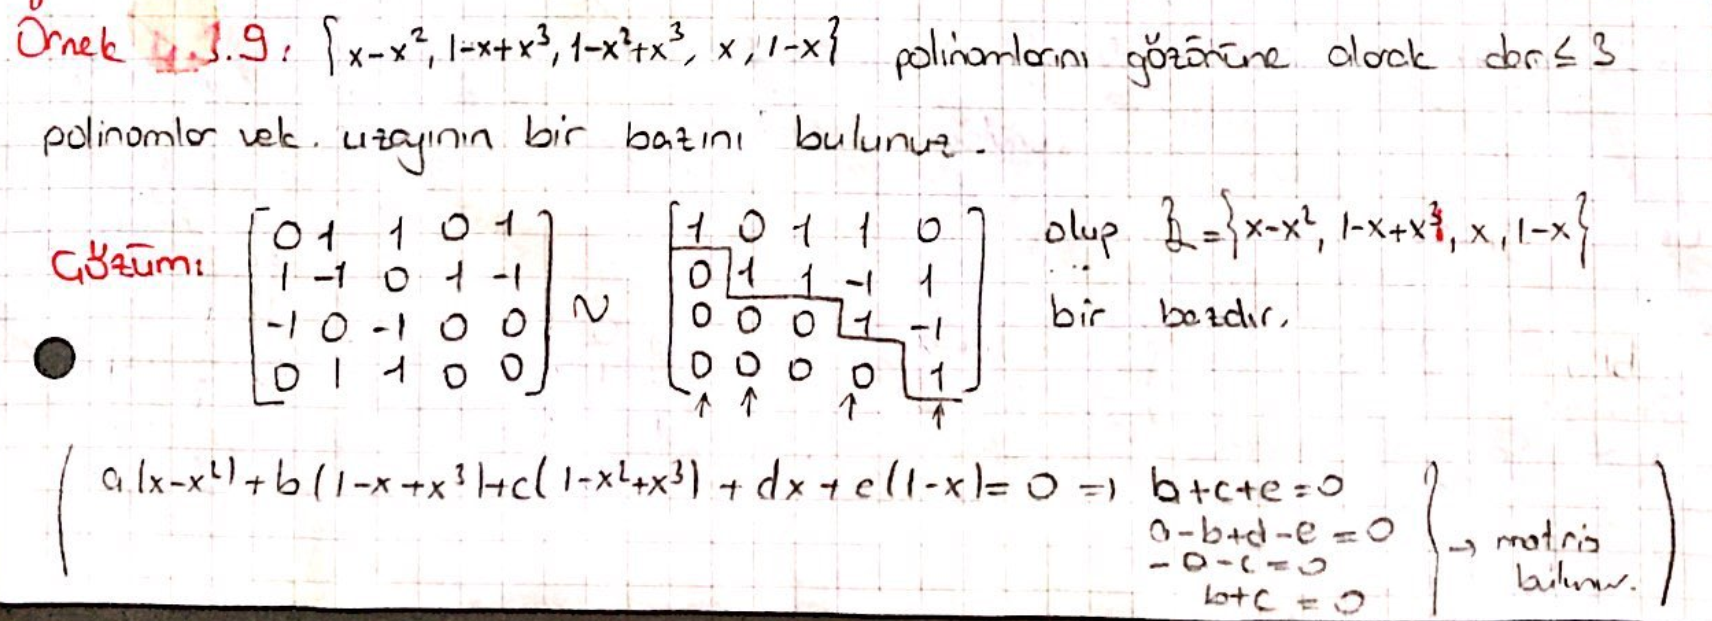 Örnek 4.3.9: {x-x², 1-x+x³, 1-x²+x³, x, 1-x} polinomlarını gözönüne alarak der ≤ 3
polinomlar vek. uzayının bir bazını bulunuz.
Çözüm: [0 1 1 0 1 ~ [1 0 1 1 0 olup B={x-x², 1-x+x³, x, 1-x}
1 -1 0 1 -1 0 1 1 -1 1
-1 0 -1 0 0 0 0 0 1 -1 bir bazdır.
0 1 1 0 0] 0 0 0 0 1]
↑ ↑ ↑ ↑
(a(x-x²)+b(1-x+x³)+c(1-x²+x³)+dx+e(1-x)=0 ⇒ b+c+e=0
a-b+d-e=0
-a-c=0 } → matris
b+c=0 bulunur.)